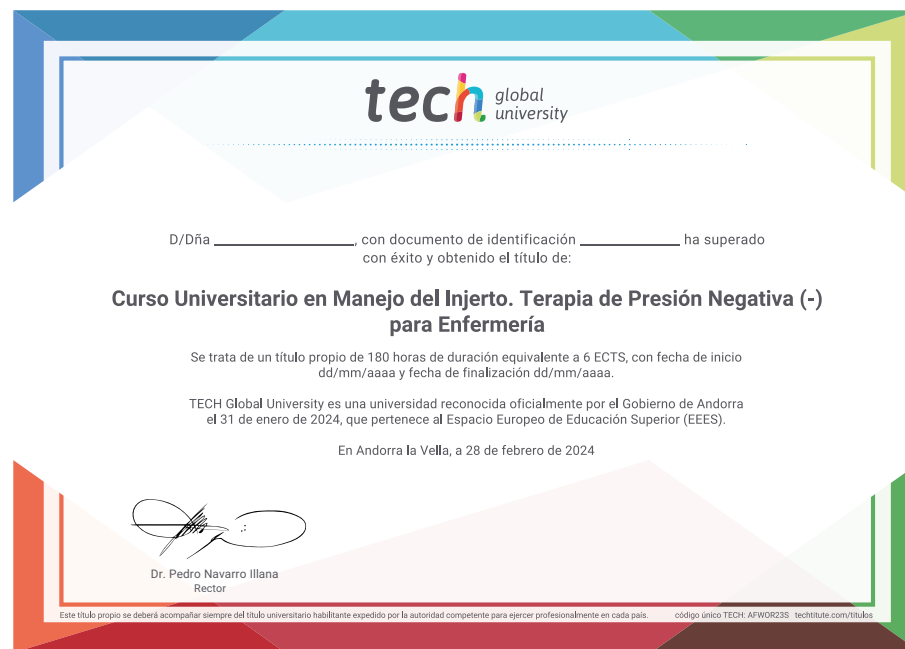 tech global
university
D/Dña ______________, con documento de identificación ____________ ha superado
con éxito y obtenido el título de:
Curso Universitario en Manejo del Injerto. Terapia de Presión Negativa (-)
para Enfermería
Se trata de un título propio de 180 horas de duración equivalente a 6 ECTS, con fecha de inicio
dd/mm/aaaa y fecha de finalización dd/mm/aaaa.
TECH Global University es una universidad reconocida oficialmente por el Gobierno de Andorra
el 31 de enero de 2024, que pertenece al Espacio Europeo de Educación Superior (EEES).
En Andorra la Vella, a 28 de febrero de 2024
Dr. Pedro Navarro Illana
Rector
Este título propio se deberá acompañar siempre del título universitario habilitante expedido por la autoridad competente para ejercer profesionalmente en cada país. código único TECH: AFWOR23S techtitute.com/titulos